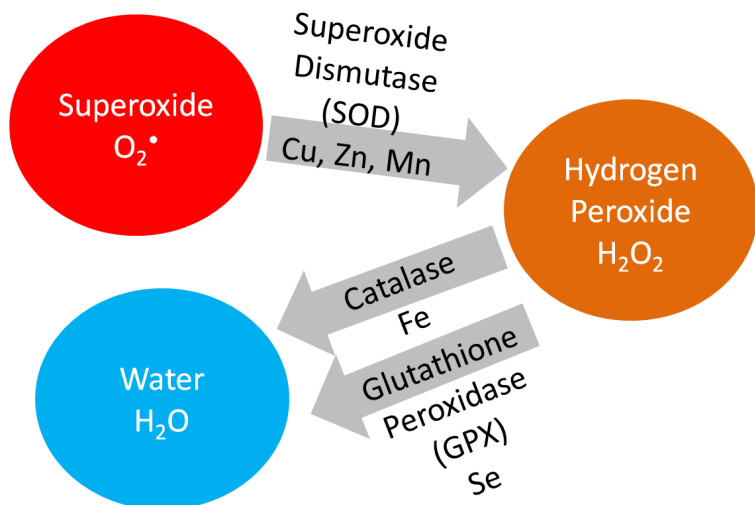 Superoxide
O₂•
Superoxide
Dismutase
(SOD)
Cu, Zn, Mn
Hydrogen
Peroxide
H₂O₂
Catalase
Fe
Glutathione
Peroxidase
(GPX)
Se
Water
H₂O